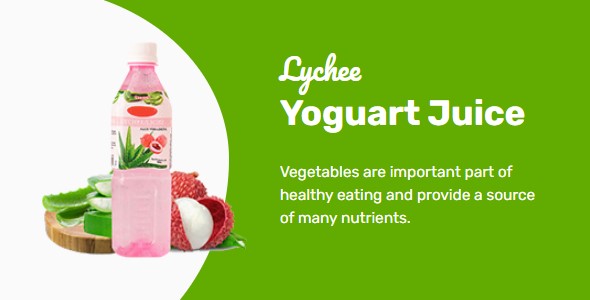 Lychee
Yoguart Juice
Vegetables are important part of
healthy eating and provide a source
of many nutrients.